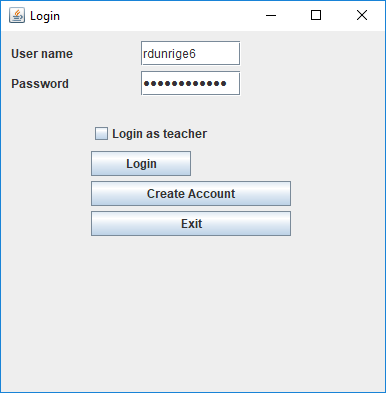 Login
User name rdunrige6
Password ••••••••••••
Login as teacher
Login
Create Account
Exit